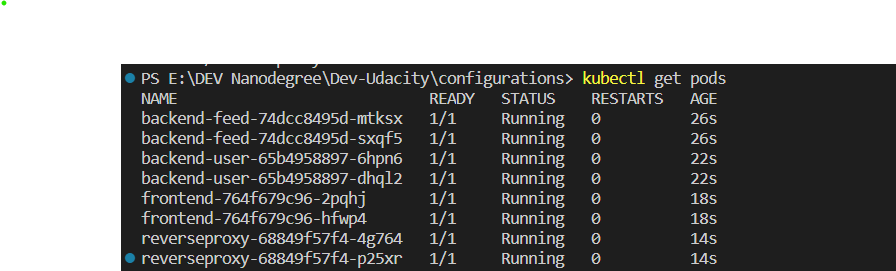 PS E:\DEV Nanodegree\Dev-Udacity\configurations> kubectl get pods
NAME READY STATUS RESTARTS AGE
backend-feed-74dcc8495d-mtksx 1/1 Running 0 26s
backend-feed-74dcc8495d-sxqf5 1/1 Running 0 26s
backend-user-65b4958897-6hpn6 1/1 Running 0 22s
backend-user-65b4958897-dhql2 1/1 Running 0 22s
frontend-764f679c96-2pqhj 1/1 Running 0 18s
frontend-764f679c96-hfwp4 1/1 Running 0 18s
reverseproxy-68849f57f4-4g764 1/1 Running 0 14s
reverseproxy-68849f57f4-p25xr 1/1 Running 0 14s